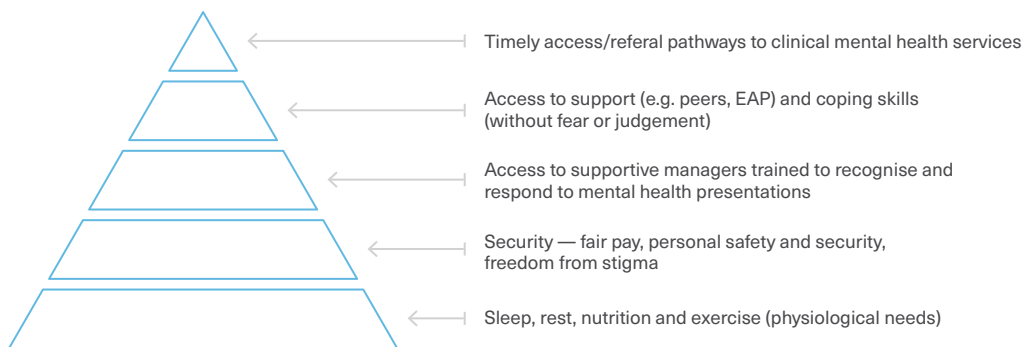 Timely access/referal pathways to clinical mental health services
Access to support (e.g. peers, EAP) and coping skills
(without fear or judgement)
Access to supportive managers trained to recognise and
respond to mental health presentations
Security — fair pay, personal safety and security,
freedom from stigma
Sleep, rest, nutrition and exercise (physiological needs)